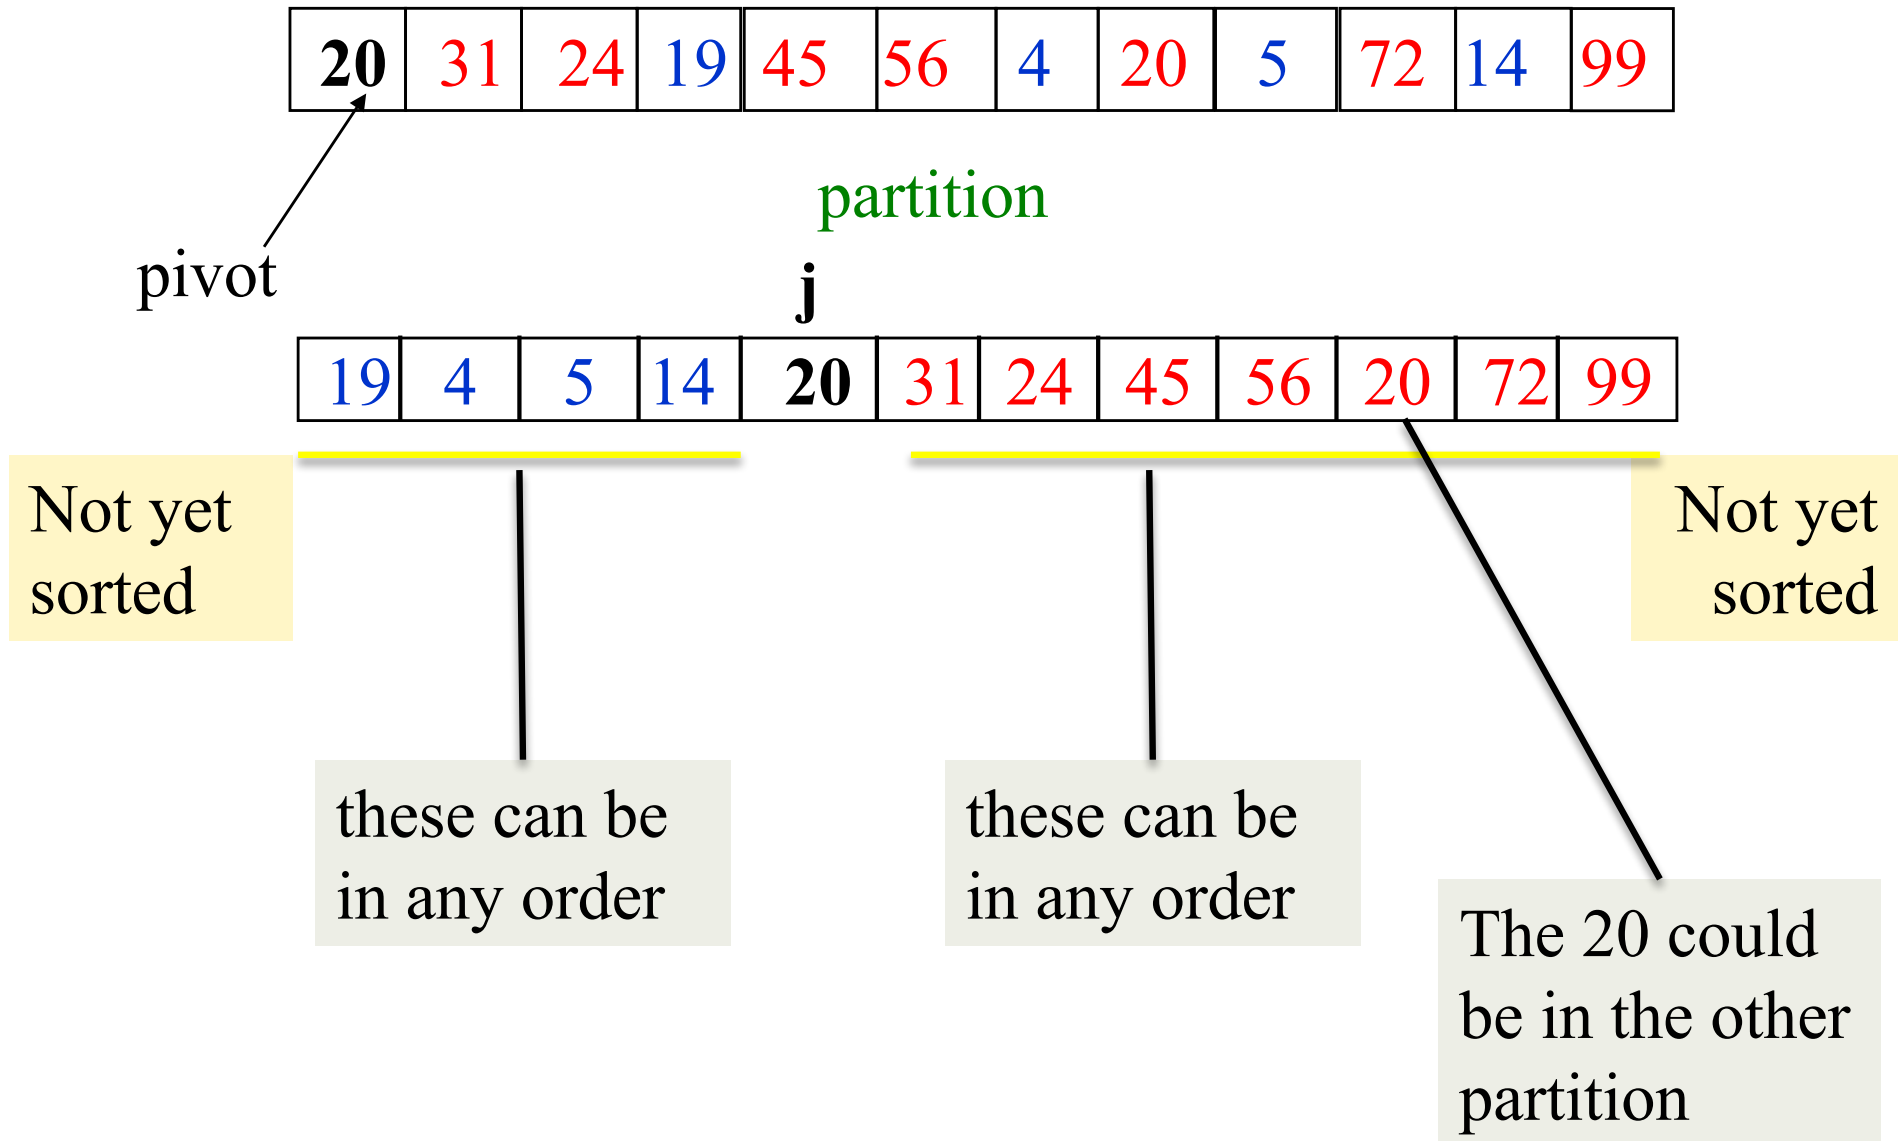 20 31 24 19 45 56 4 20 5 72 14 99
partition
pivot
j
19 4 5 14 20 31 24 45 56 20 72 99
Not yet
sorted
Not yet
sorted
these can be
in any order
these can be
in any order
The 20 could
be in the other
partition